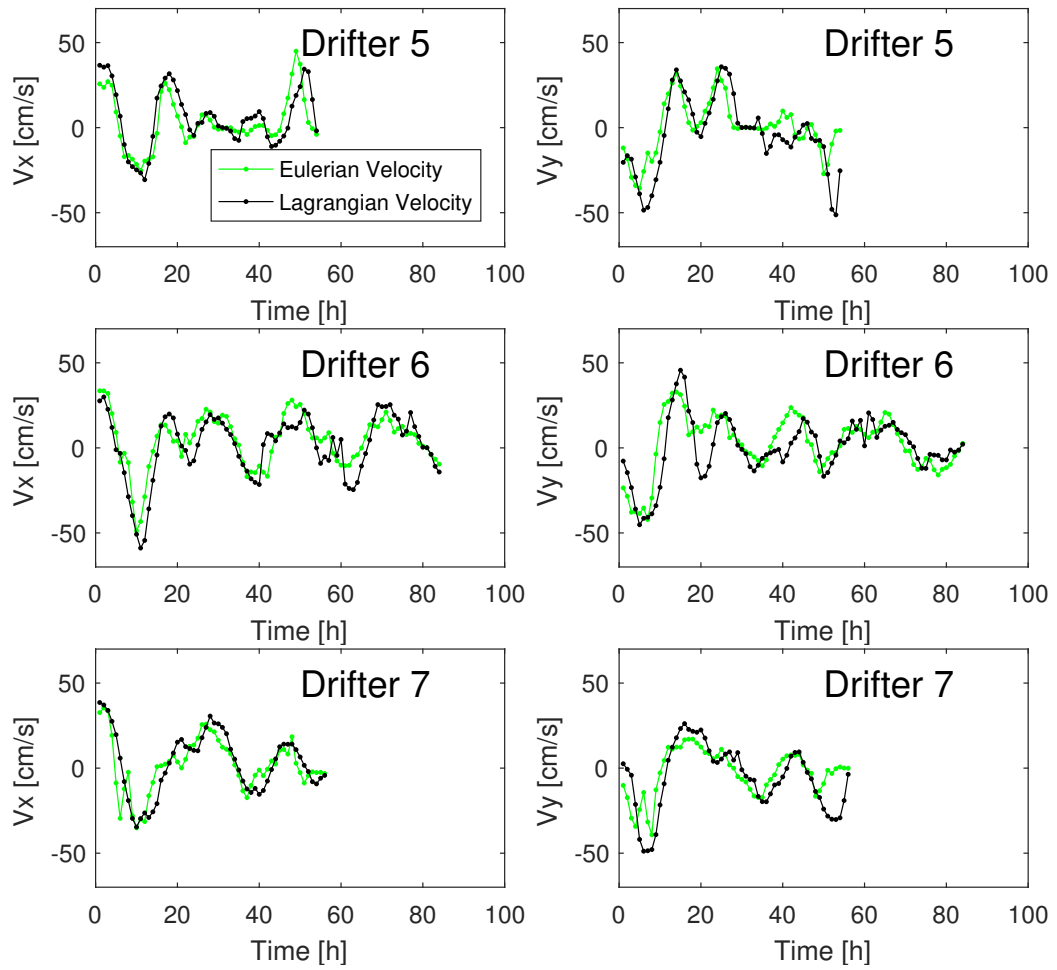 Drifter 5
Vx [cm/s]
50
0
-50
Eulerian Velocity
Lagrangian Velocity
0 20 40 60 80 100
Time [h]
Drifter 5
Vy [cm/s]
50
0
-50
0 20 40 60 80 100
Time [h]
Drifter 6
Vx [cm/s]
50
0
-50
0 20 40 60 80 100
Time [h]
Drifter 6
Vy [cm/s]
50
0
-50
0 20 40 60 80 100
Time [h]
Drifter 7
Vx [cm/s]
50
0
-50
0 20 40 60 80 100
Time [h]
Drifter 7
Vy [cm/s]
50
0
-50
0 20 40 60 80 100
Time [h]